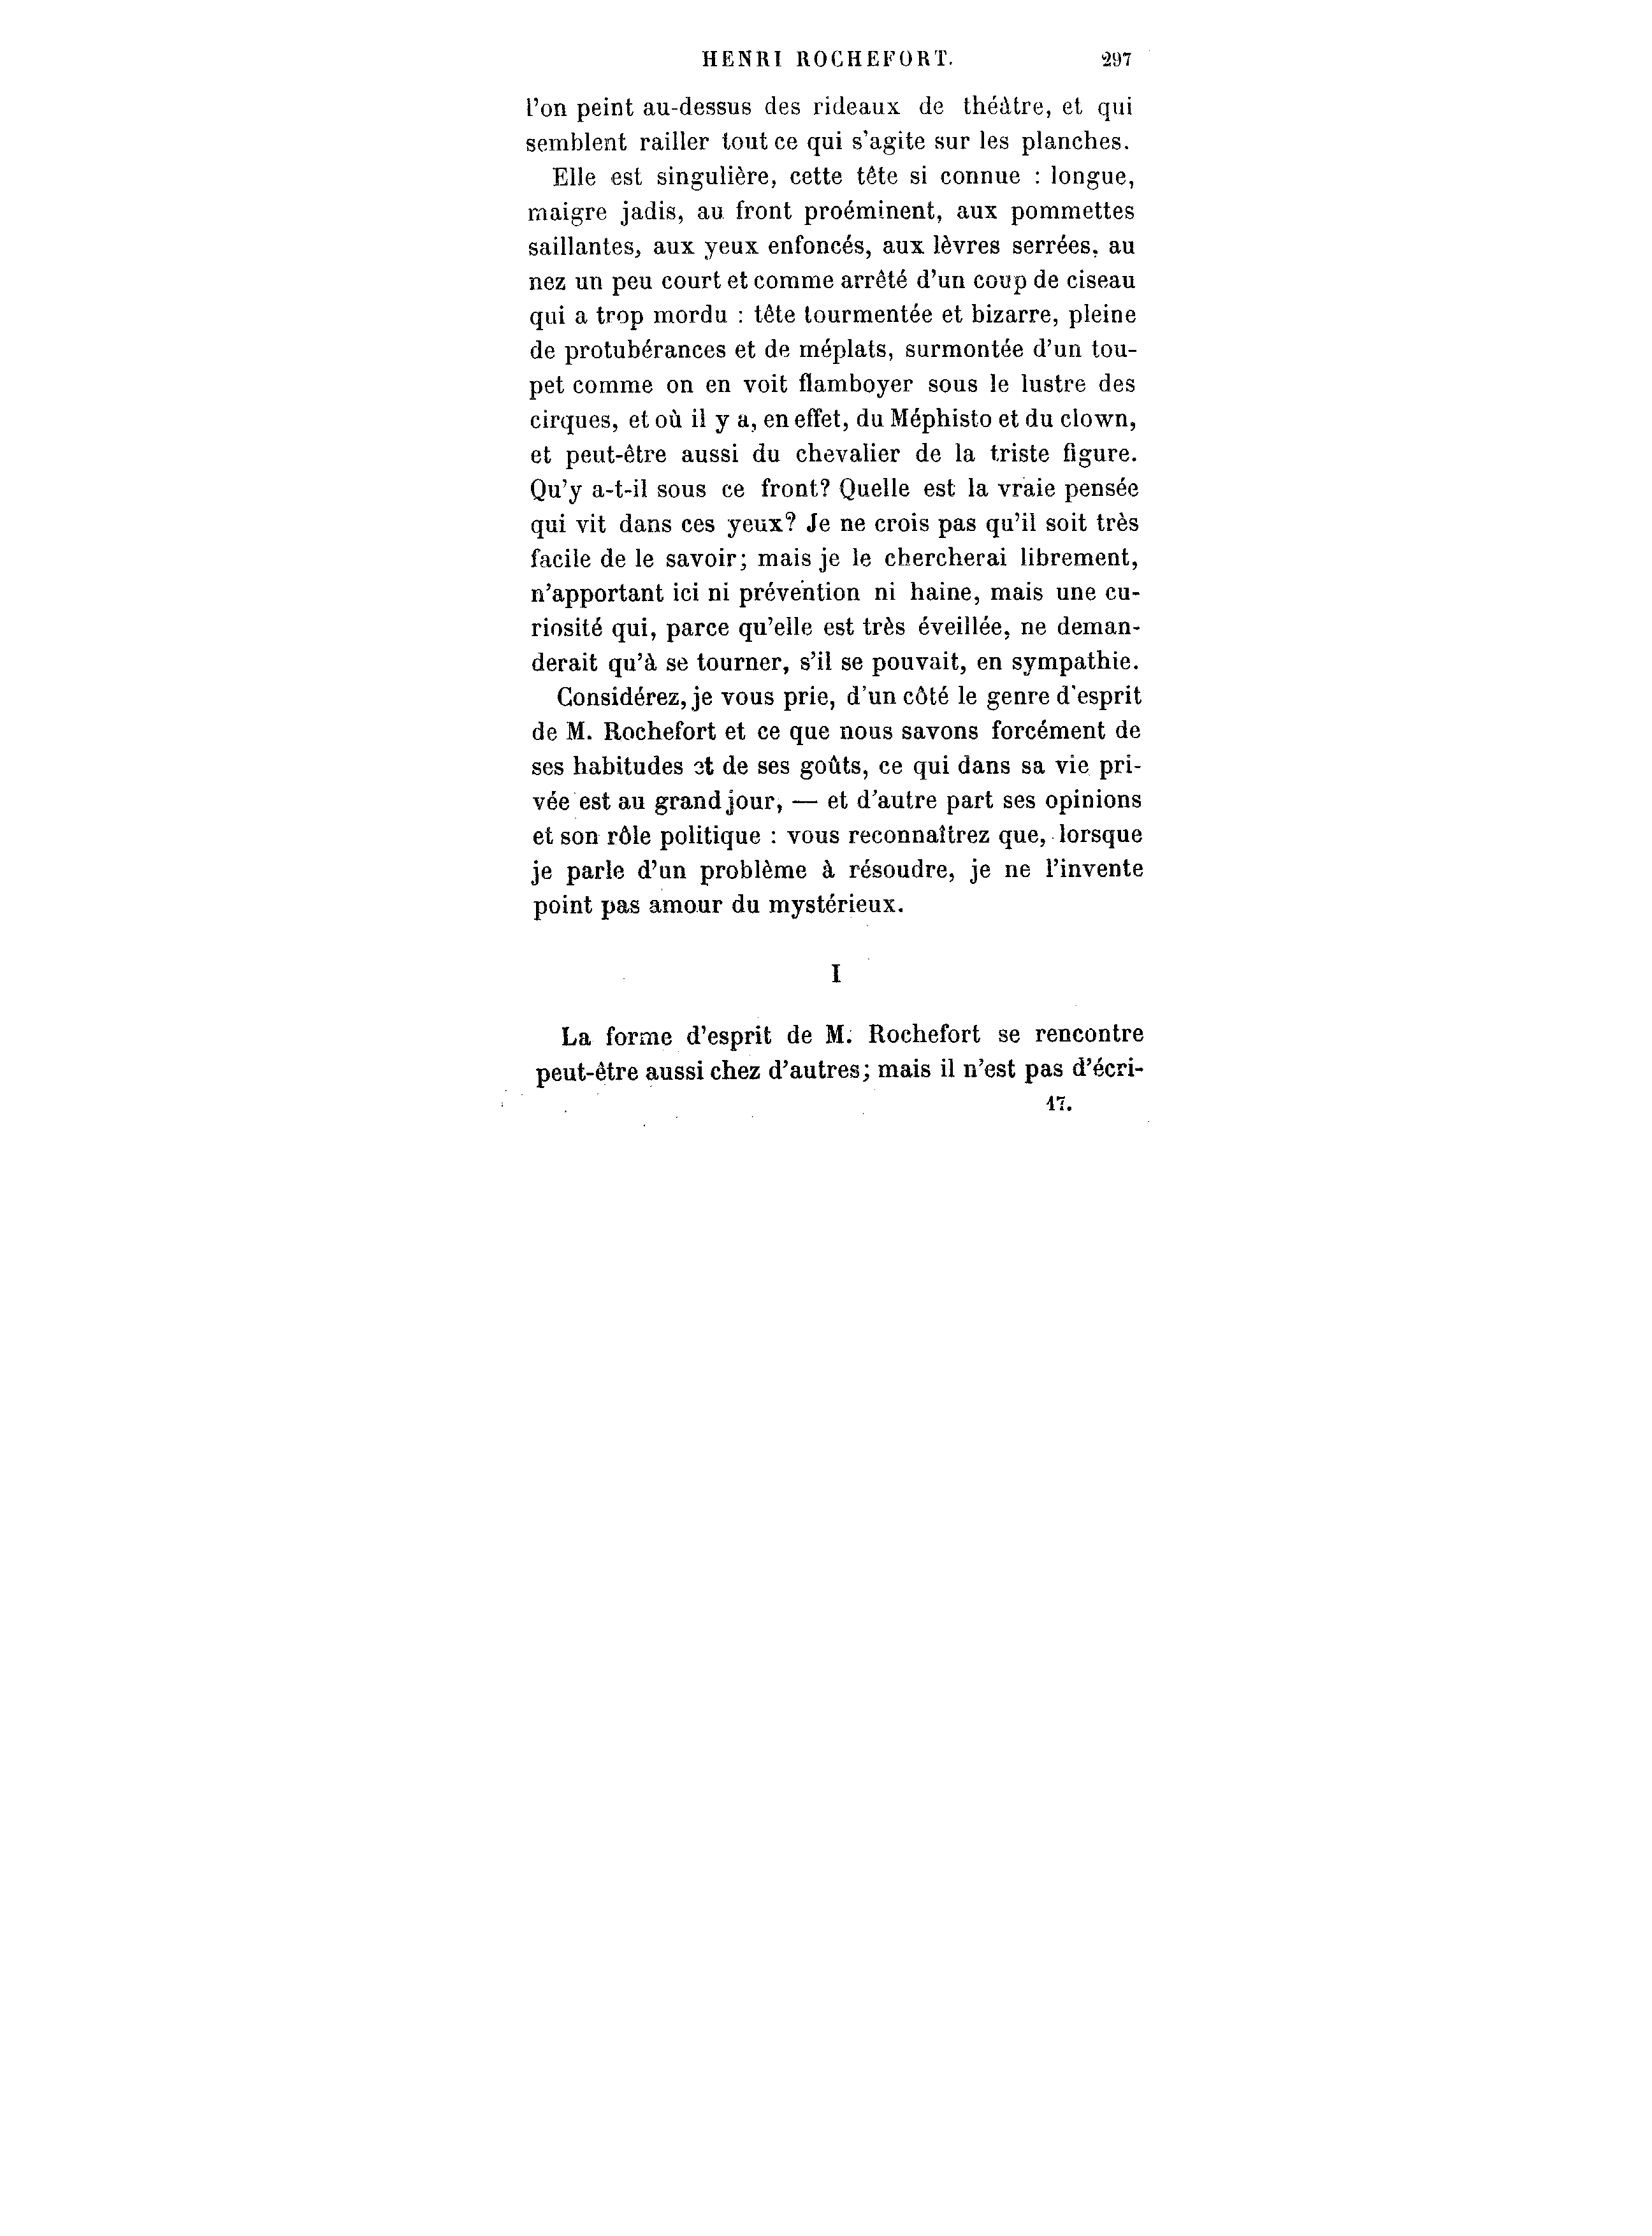 HENRI ROCHEFORT. 297
l'on peint au-dessus des rideaux de théâtre, et qui
semblent railler tout ce qui s'agite sur les planches.
Elle est singulière, cette tête si connue : longue,
maigre jadis, au front proéminent, aux pommettes
saillantes, aux yeux enfoncés, aux lèvres serrées, au
nez un peu court et comme arrêté d'un coup de ciseau
qui a trop mordu : tête tourmentée et bizarre, pleine
de protubérances et de méplats, surmontée d'un tou-
pet comme on en voit flamboyer sous le lustre des
cirques, et où il y a, en effet, du Méphisto et du clown,
et peut-être aussi du chevalier de la triste figure.
Qu'y a-t-il sous ce front? Quelle est la vraie pensée
qui vit dans ces yeux? Je ne crois pas qu'il soit très
facile de le savoir; mais je le chercherai librement,
n'apportant ici ni prévention ni haine, mais une cu-
riosité qui, parce qu'elle est très éveillée, ne deman-
derait qu'à se tourner, s'il se pouvait, en sympathie.
Considérez, je vous prie, d'un côté le genre d'esprit
de M. Rochefort et ce que nous savons forcément de
ses habitudes et de ses goûts, ce qui dans sa vie pri-
vée est au grand jour, — et d'autre part ses opinions
et son rôle politique : vous reconnaîtrez que, lorsque
je parle d'un problème à résoudre, je ne l'invente
point pas amour du mystérieux.
I
La forme d'esprit de M. Rochefort se rencontre
peut-être aussi chez d'autres; mais il n'est pas d'écri-
17.